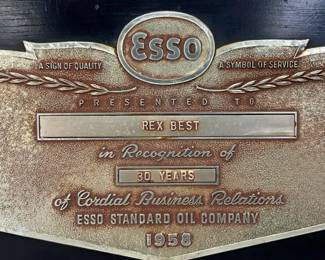 Esso
A SIGN OF QUALITY A SYMBOL OF SERVICE
PRESENTED TO
REX BEST
in Recognition of
30 YEARS
of Cordial Business Relations
ESSO STANDARD OIL COMPANY
1958